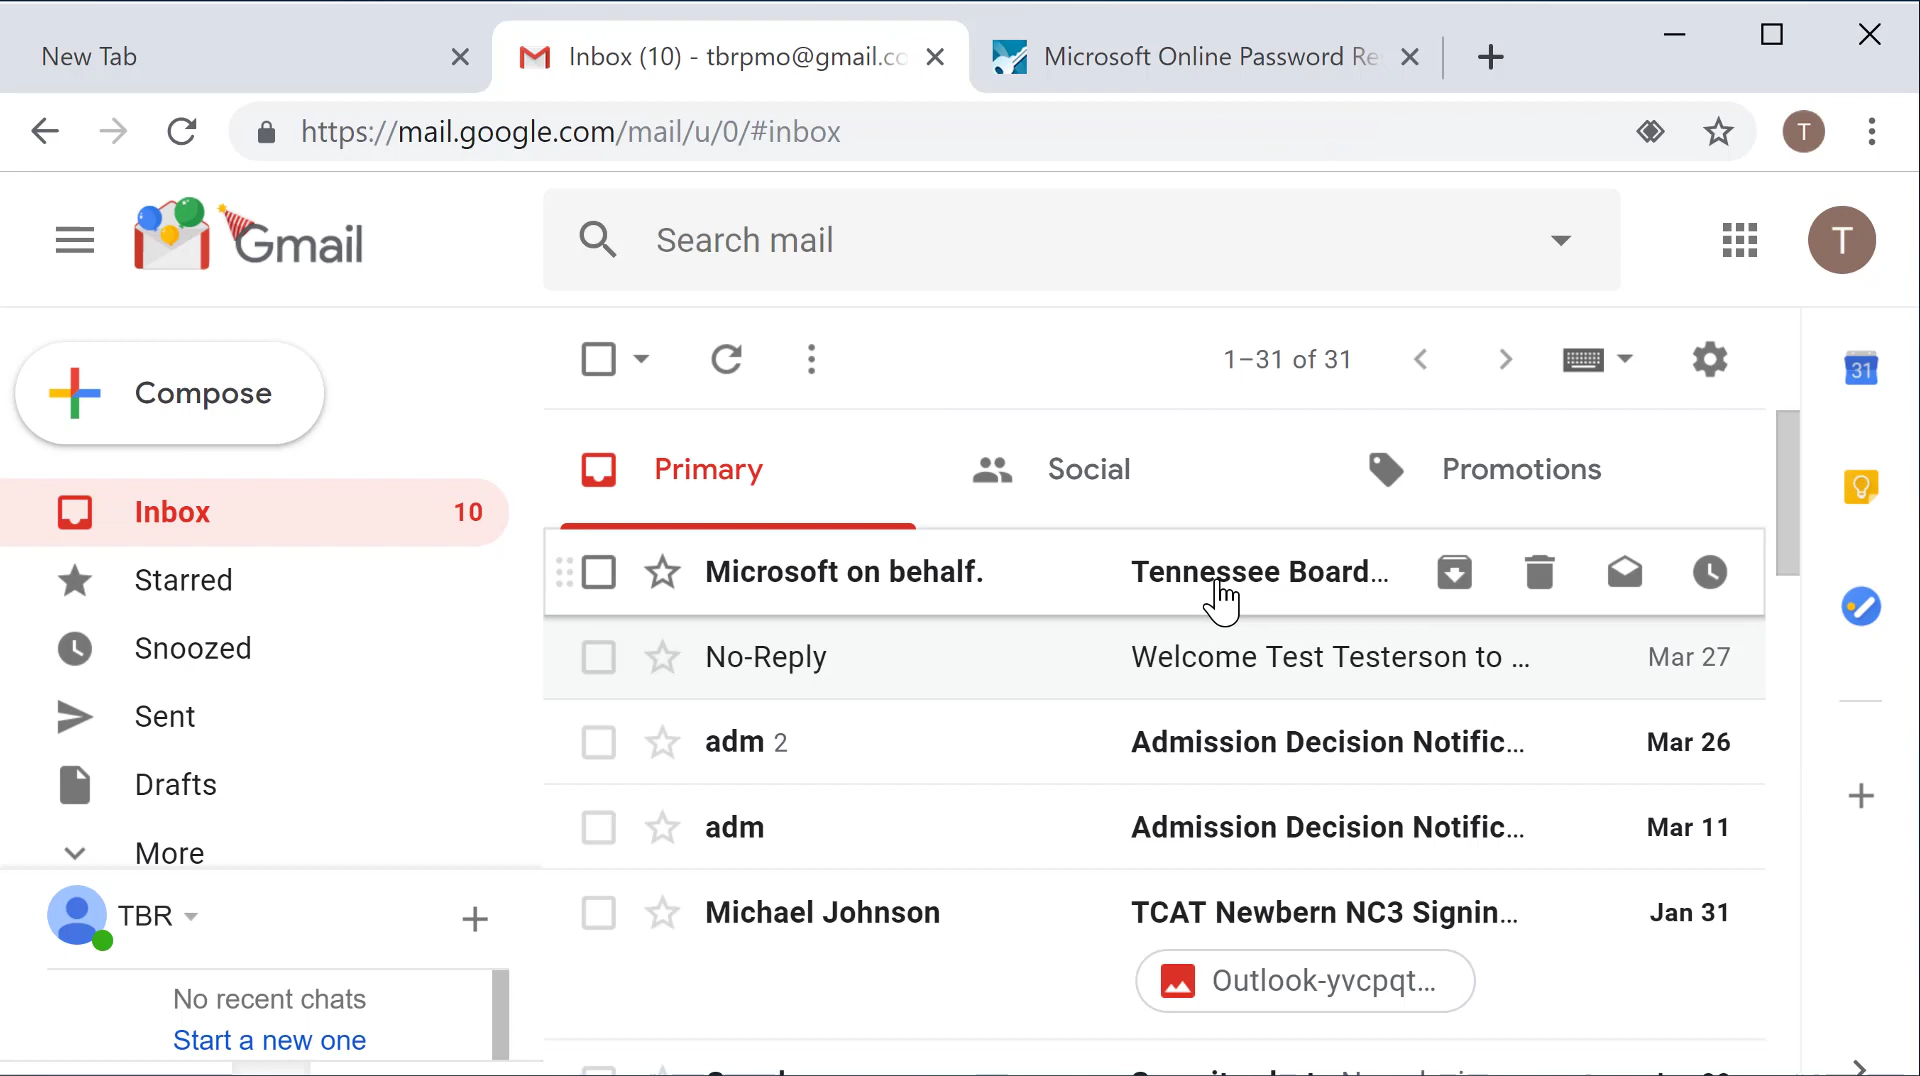 New Tab
Inbox (10) - tbrpmo@gmail.co
Microsoft Online Password Re
T
https://mail.google.com/mail/u/0/#inbox
Gmail
Search mail
T
Compose
1–31 of 31
31
Primary
Social
Promotions
Inbox 10
Starred
Snoozed
Sent
Drafts
More
Microsoft on behalf. Tennessee Board...
No-Reply Welcome Test Testerson to ... Mar 27
adm 2 Admission Decision Notific... Mar 26
adm Admission Decision Notific... Mar 11
Michael Johnson TCAT Newbern NC3 Signin... Jan 31
Outlook-yvcpqt...
TBR
No recent chats
Start a new one